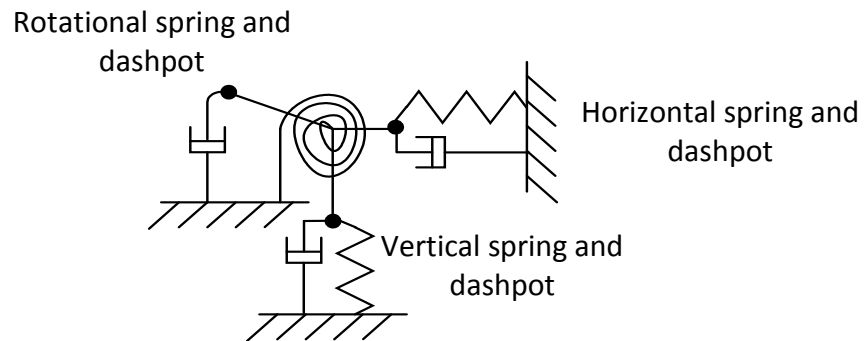 Rotational spring and
dashpot
Horizontal spring and
dashpot
Vertical spring and
dashpot